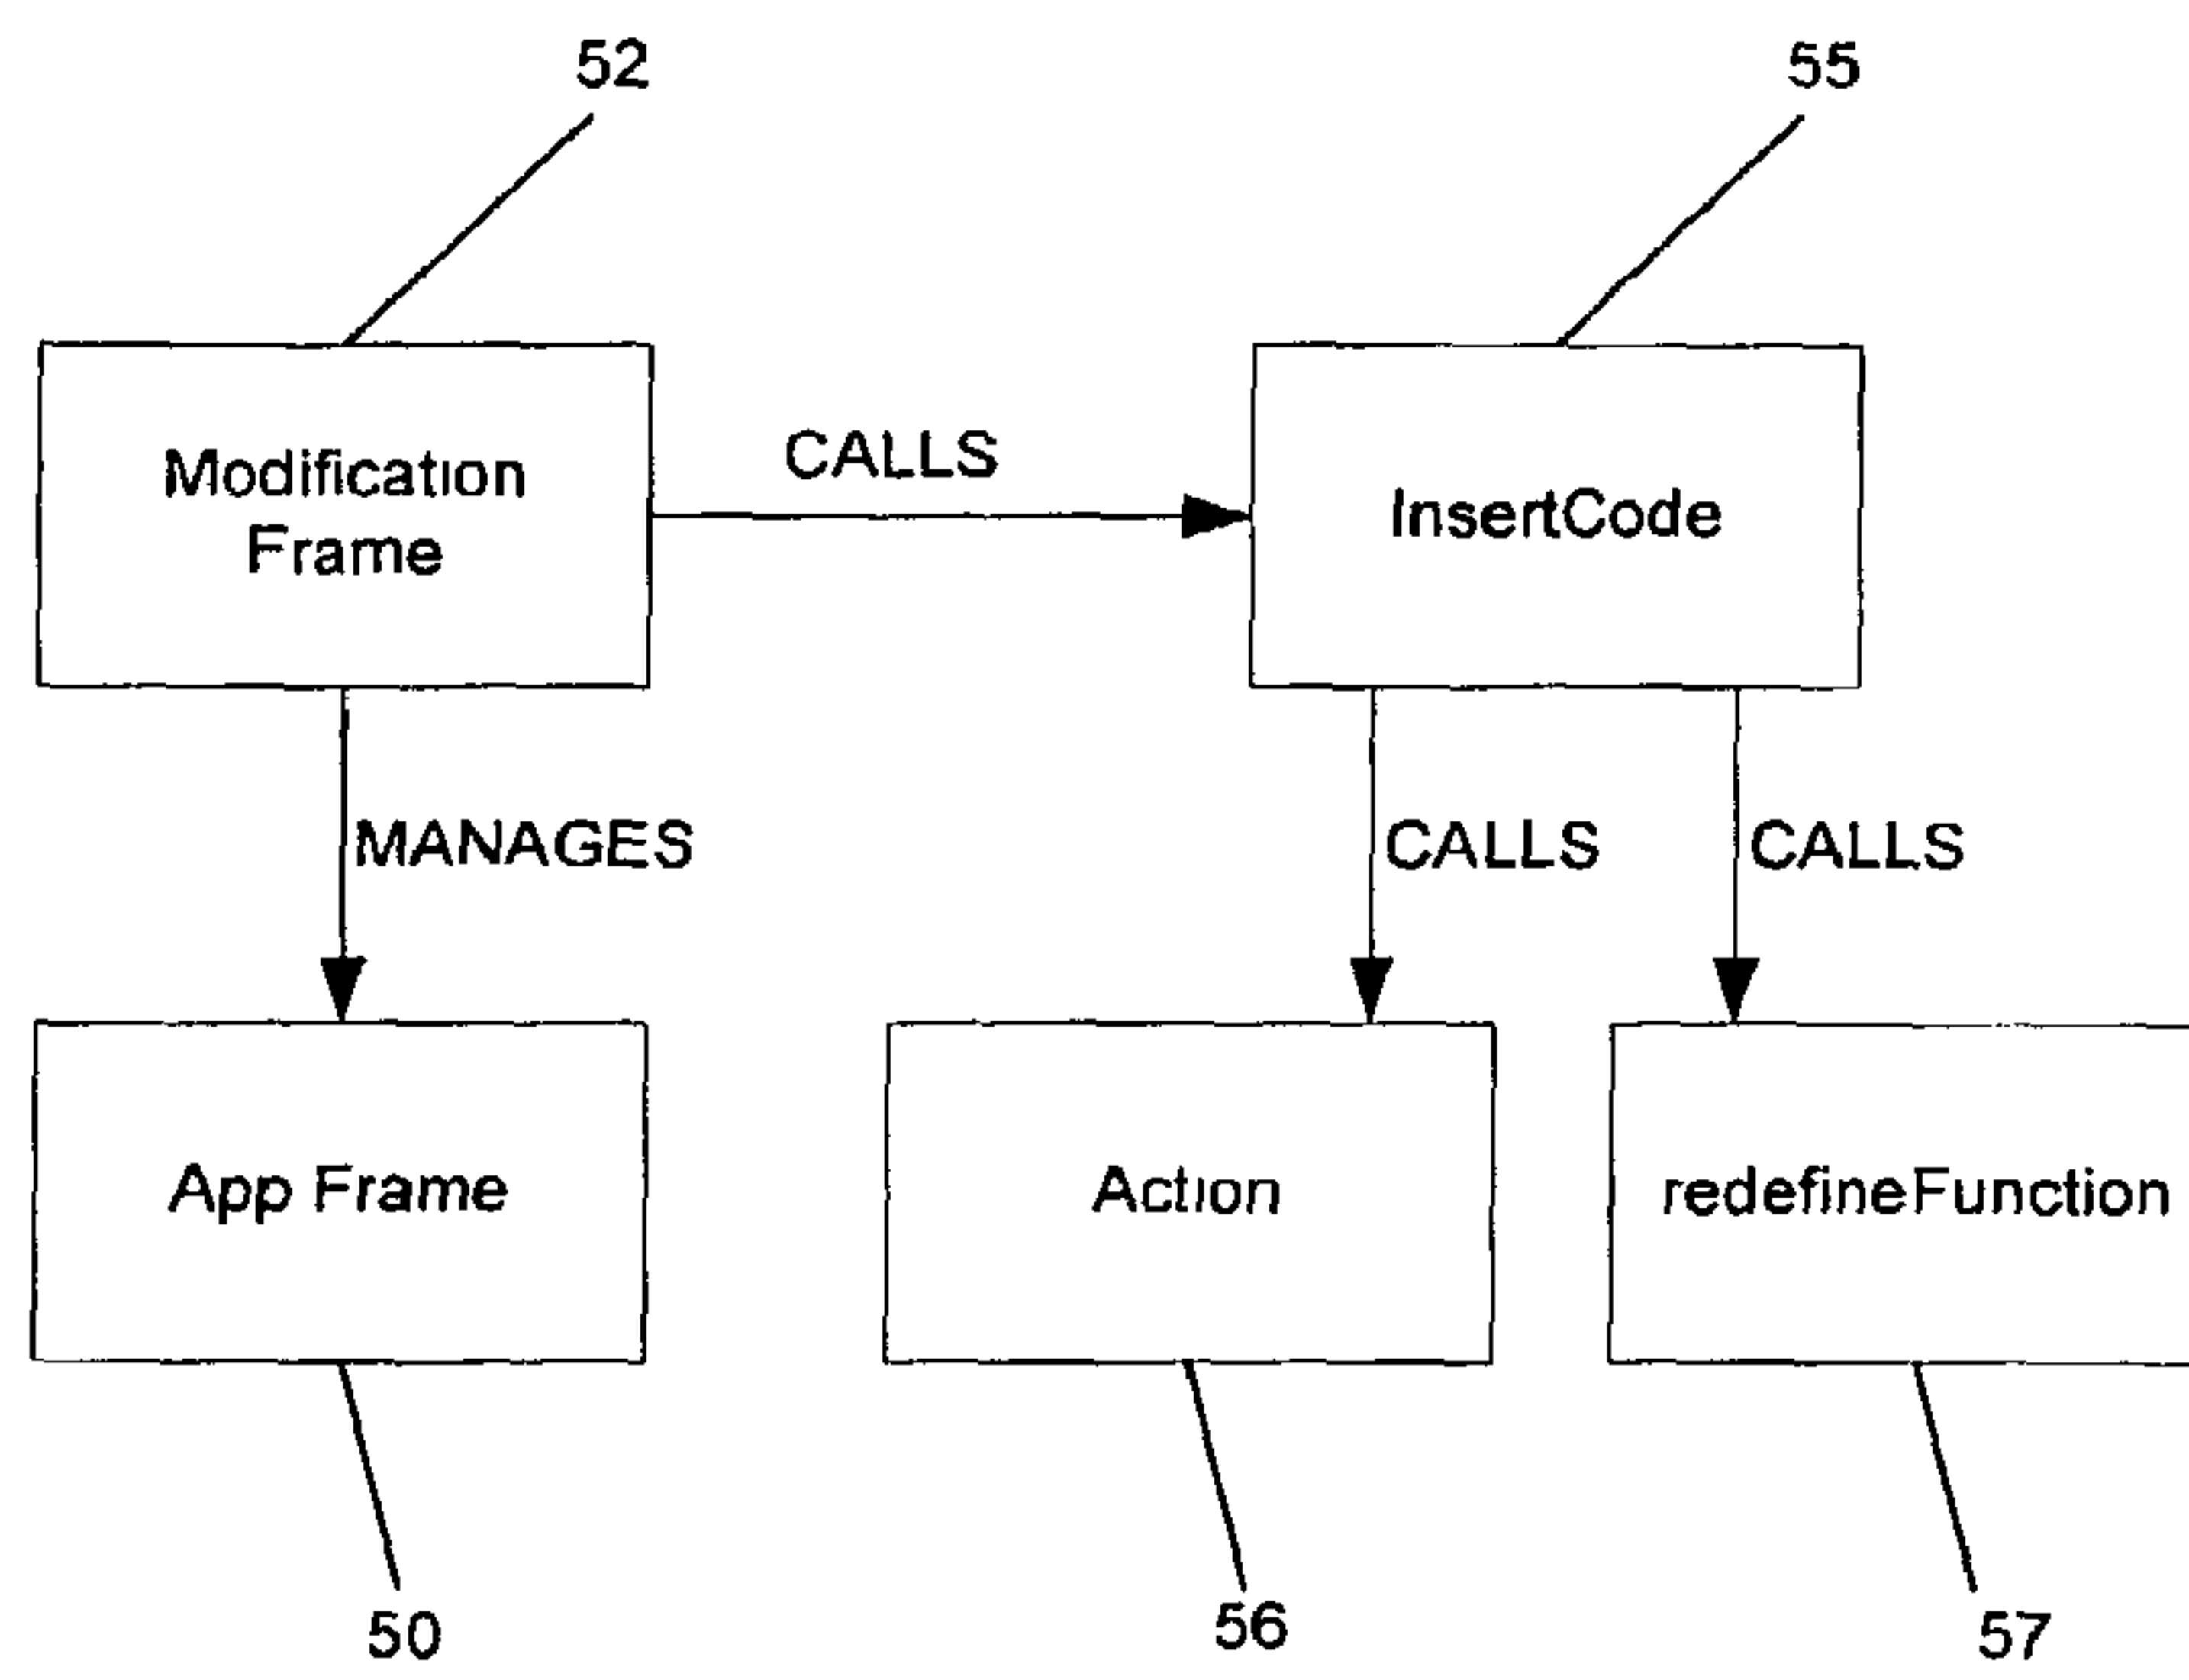 52
55
Modification
Frame
CALLS
InsertCode
MANAGES
CALLS
CALLS
App Frame
Action
redefineFunction
50
56
57